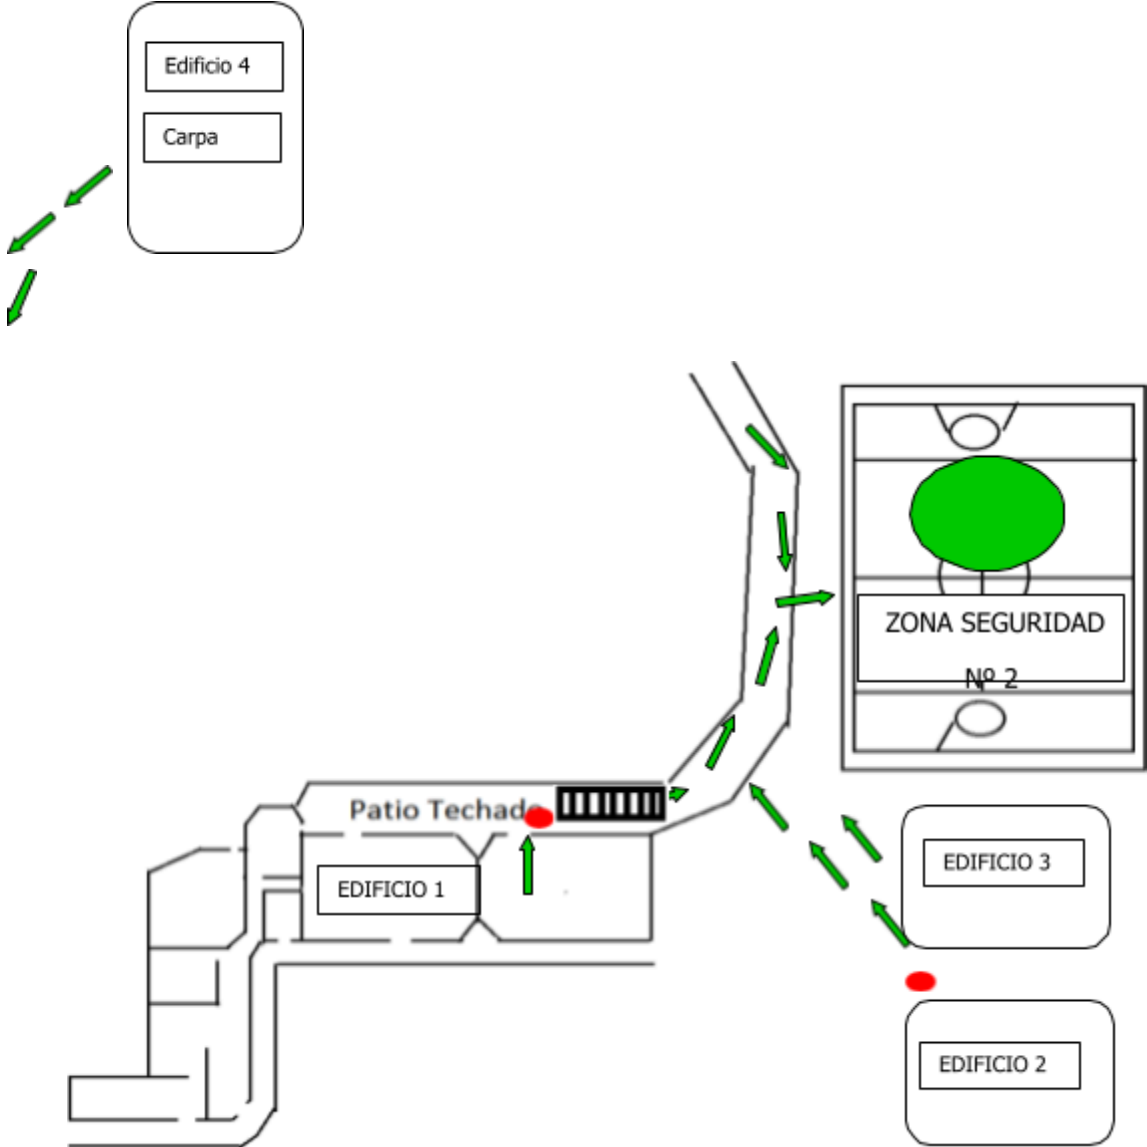 Edificio 4
Carpa
ZONA SEGURIDAD
Nº 2
Patio Techado
EDIFICIO 1
EDIFICIO 3
EDIFICIO 2